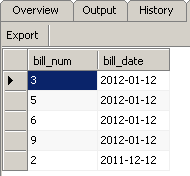 Overview Output History
Export
bill_num bill_date
3 2012-01-12
5 2012-01-12
6 2012-01-12
9 2012-01-12
2 2011-12-12